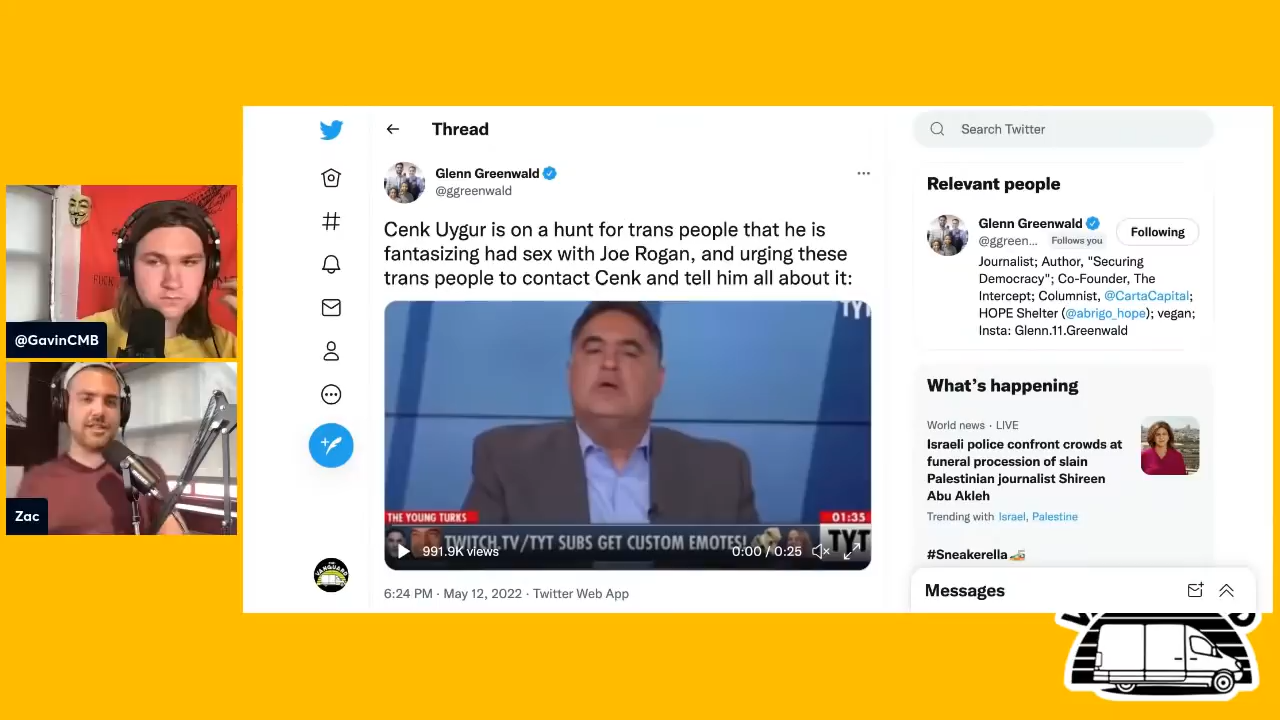 FUCK
@GavinCMB
Zac
Thread
Glenn Greenwald
@ggreenwald
Cenk Uygur is on a hunt for trans people that he is
fantasizing had sex with Joe Rogan, and urging these
trans people to contact Cenk and tell him all about it:
TYT
THE YOUNG TURKS
01:35
TWITCH.TV/TYT SUBS GET CUSTOM EMOTES!
TYT
991.9K views
0:00 / 0:25
6:24 PM · May 12, 2022 · Twitter Web App
Search Twitter
Relevant people
Glenn Greenwald
@ggreen... Follows you
Following
Journalist; Author, "Securing
Democracy"; Co-Founder, The
Intercept; Columnist, @CartaCapital;
HOPE Shelter (@abrigo_hope); vegan;
Insta: Glenn.11.Greenwald
What's happening
World news · LIVE
Israeli police confront crowds at
funeral procession of slain
Palestinian journalist Shireen
Abu Akleh
Trending with Israel, Palestine
#Sneakerella
Messages
VANGUARD